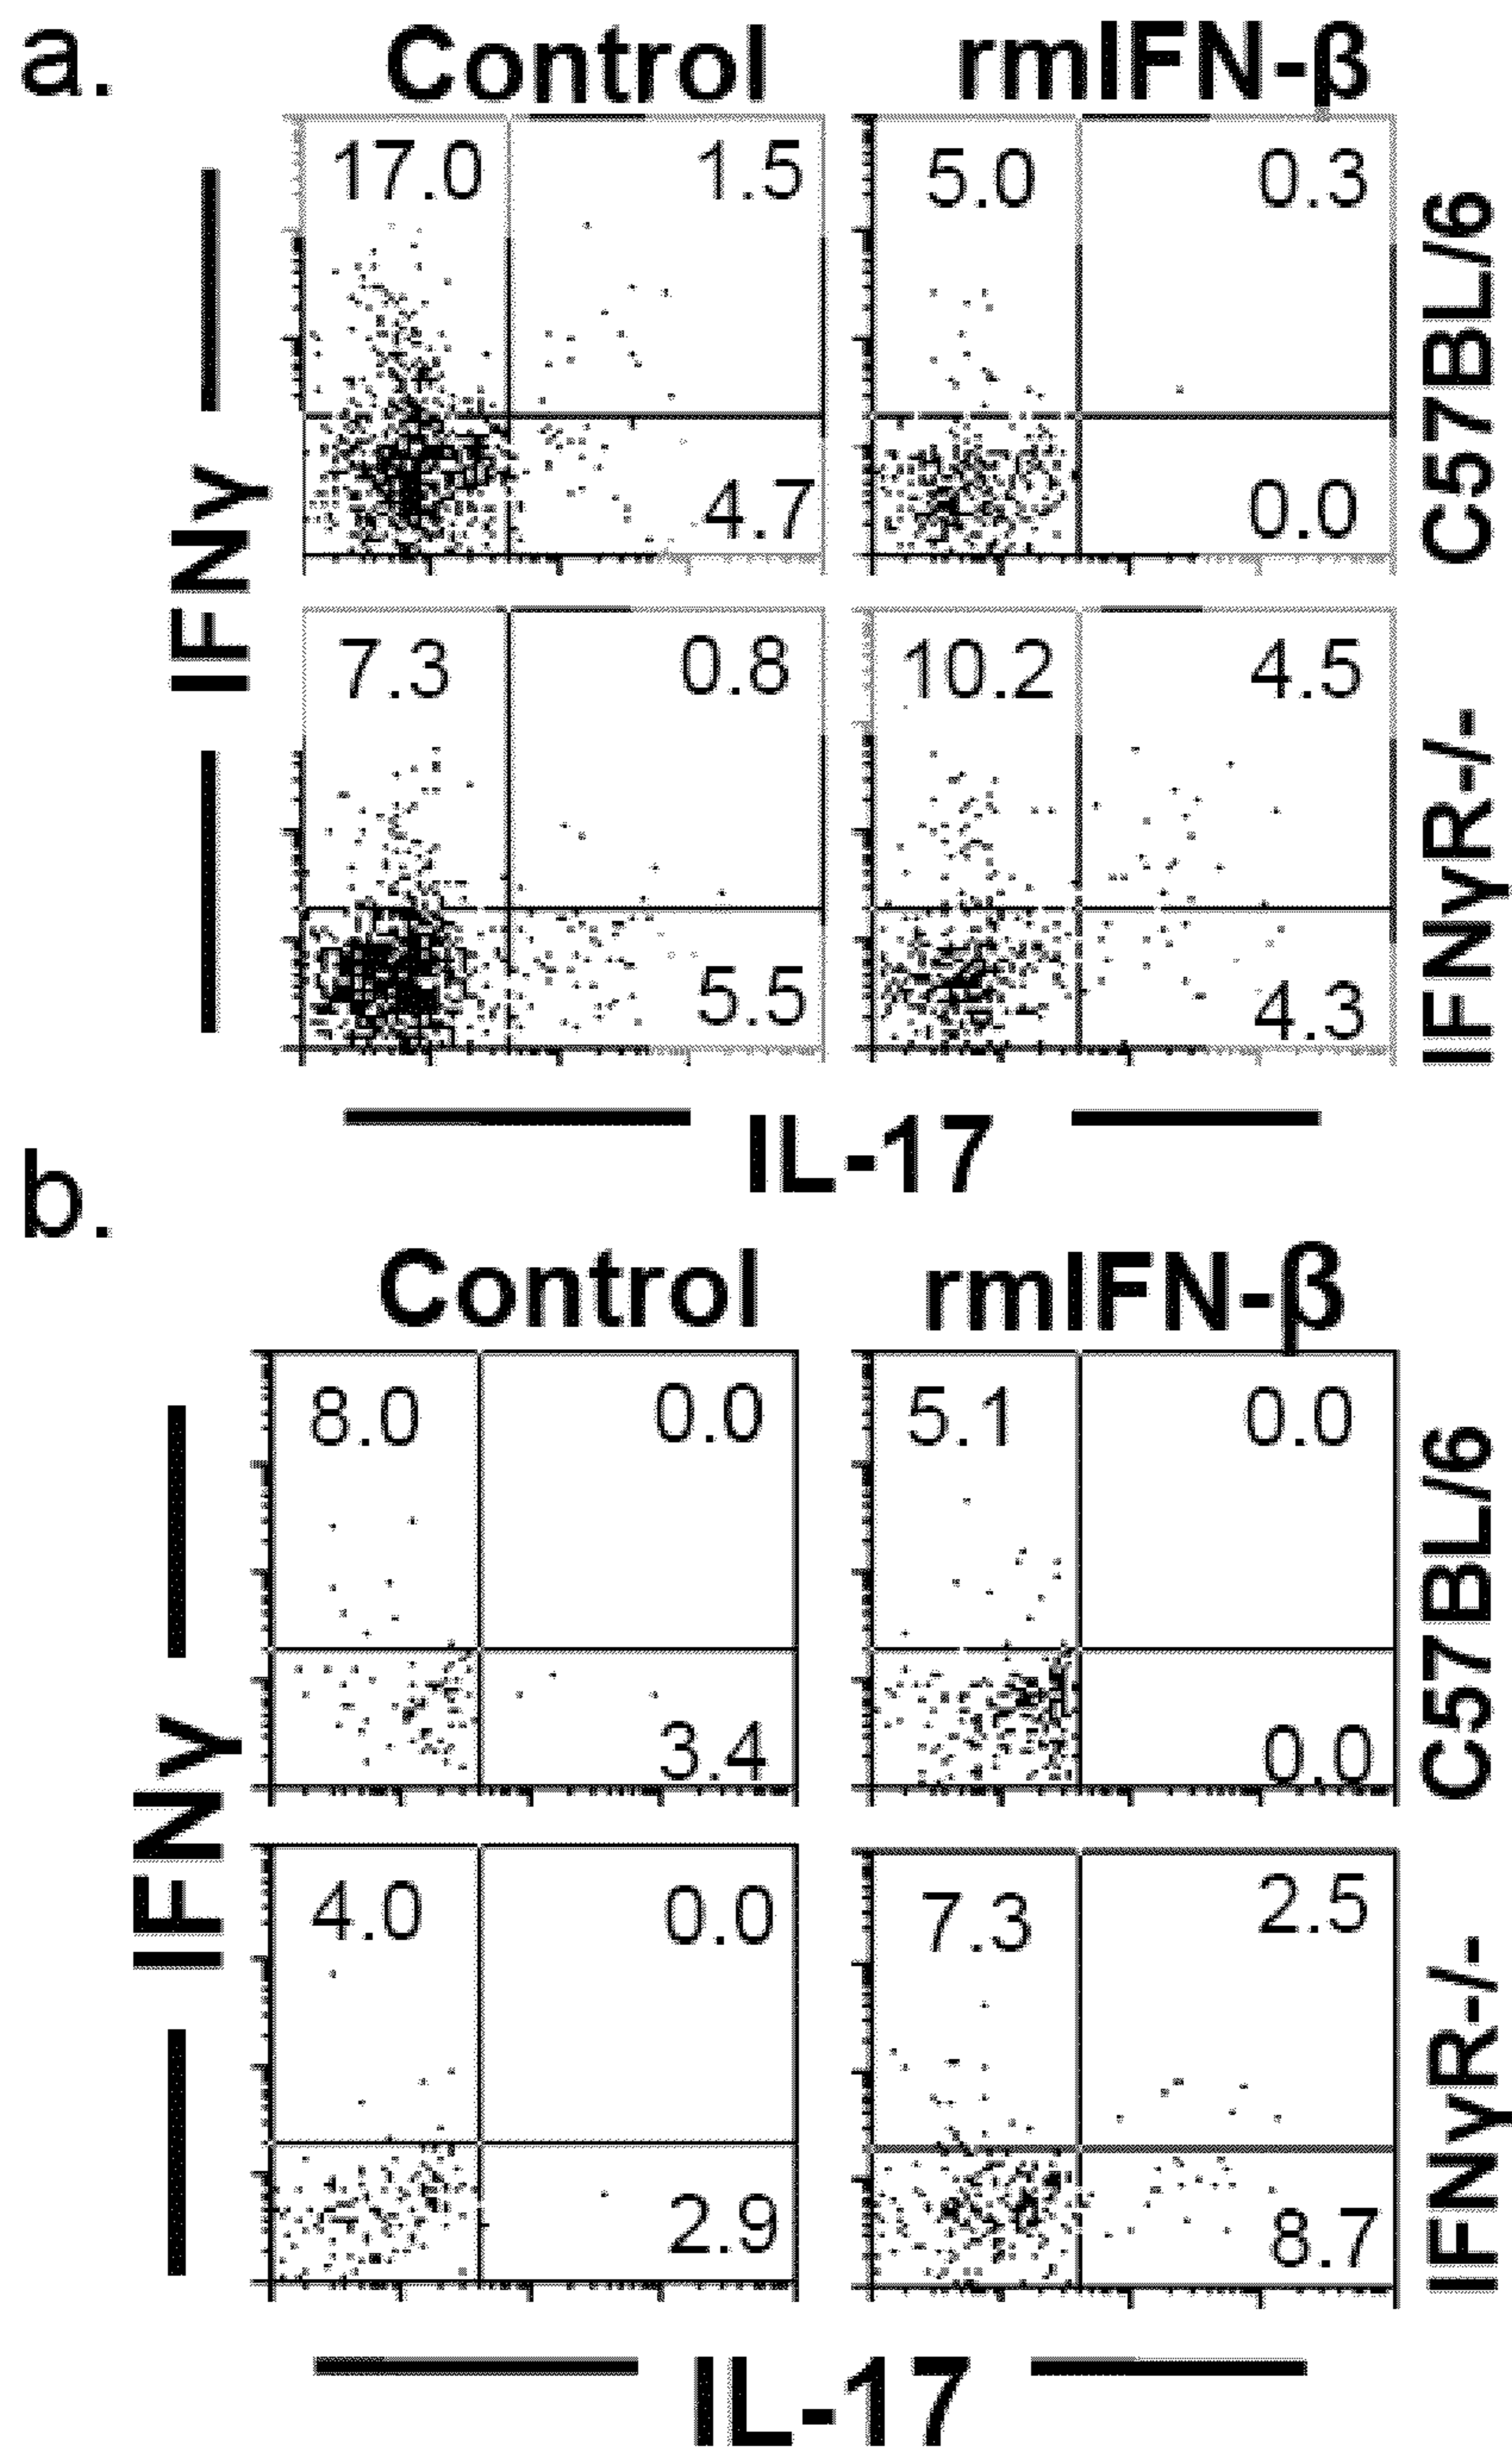 a.
Control rmIFN-β
17.0 1.5 5.0 0.3
4.7 0.0
C57BL/6
IFNγ
7.3 0.8 10.2 4.5
5.5 4.3
IFNγR-/-
IL-17
b.
Control rmIFN-β
8.0 0.0 5.1 0.0
3.4 0.0
C57BL/6
IFNγ
4.0 0.0 7.3 2.5
2.9 8.7
IFNγR-/-
IL-17